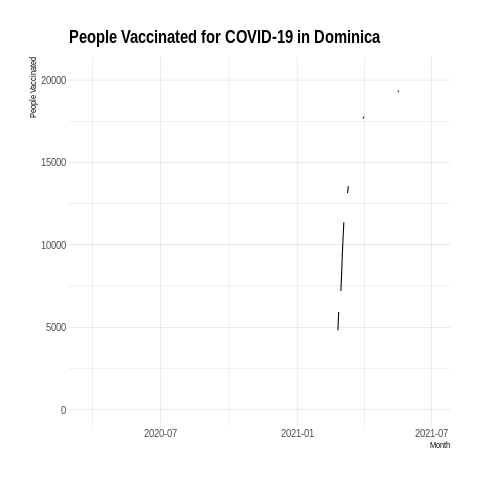 People Vaccinated for COVID-19 in Dominica
People Vaccinated
20000
15000
10000
5000
0
2020-07
2021-01
2021-07
Month